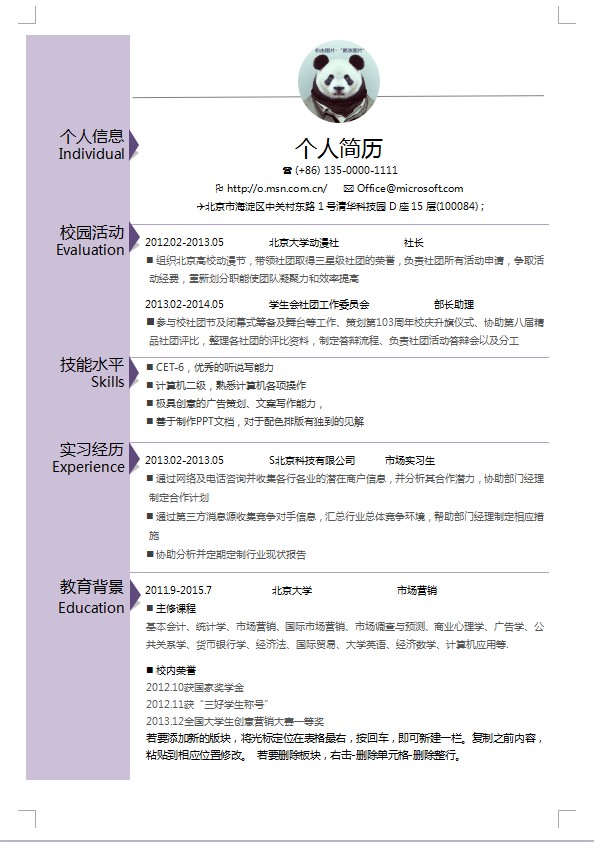 右击图片-“更改图片”
个人信息
Individual
个人简历
☎ (+86) 135-0000-1111
http://o.msn.com.cn/ ✉ Office@microsoft.com
✈北京市海淀区中关村东路 1 号清华科技园 D 座 15 层(100084)；
校园活动
Evaluation
2012.02-2013.05 北京大学动漫社 社长
■ 组织北京高校动漫节，带领社团取得三星级社团的荣誉，负责社团所有活动申请，争取活
动经费，重新划分职能使团队凝聚力和效率提高
2013.02-2014.05 学生会社团工作委员会 部长助理
■ 参与校社团节及闭幕式筹备及舞台等工作、策划第103周年校庆升旗仪式、协助第八届精
品社团评比，整理各社团的评比资料，制定答辩流程、负责社团活动答辩会以及分工
技能水平
Skills
■ CET-6，优秀的听说写能力
■ 计算机二级，熟悉计算机各项操作
■ 极具创意的广告策划、文案写作能力，
■ 善于制作PPT文档，对于配色排版有独到的见解
实习经历
Experience
2013.02-2013.05 S北京科技有限公司 市场实习生
■ 通过网络及电话咨询并收集各行各业的潜在商户信息，并分析其合作潜力，协助部门经理
制定合作计划
■ 通过第三方消息源收集竞争对手信息，汇总行业总体竞争环境，帮助部门经理制定相应措
施
■ 协助分析并定期定制行业现状报告
教育背景
Education
2011.9-2015.7 北京大学 市场营销
■ 主修课程
基本会计、统计学、市场营销、国际市场营销、市场调查与预测、商业心理学、广告学、公
共关系学、货币银行学、经济法、国际贸易、大学英语、经济数学、计算机应用等.
■ 校内荣誉
2012.10获国家奖学金
2012.11获“三好学生称号”
2013.12全国大学生创意营销大赛一等奖
若要添加新的版块，将光标定位在表格最右，按回车，即可新建一栏。复制之前内容，
粘贴到相应位置修改。 若要删除板块，右击-删除单元格-删除整行。